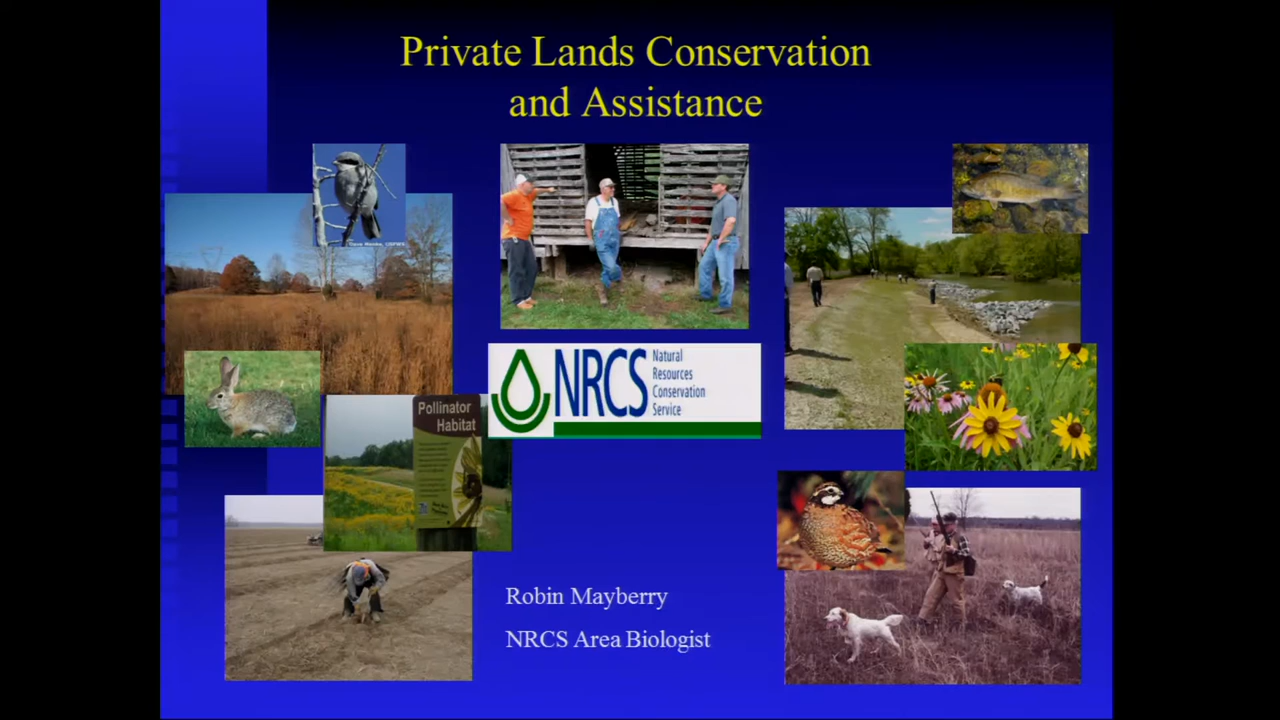 Private Lands Conservation
and Assistance
Pollinator
Habitat
NRCS
Natural
Resources
Conservation
Service
Robin Mayberry
NRCS Area Biologist